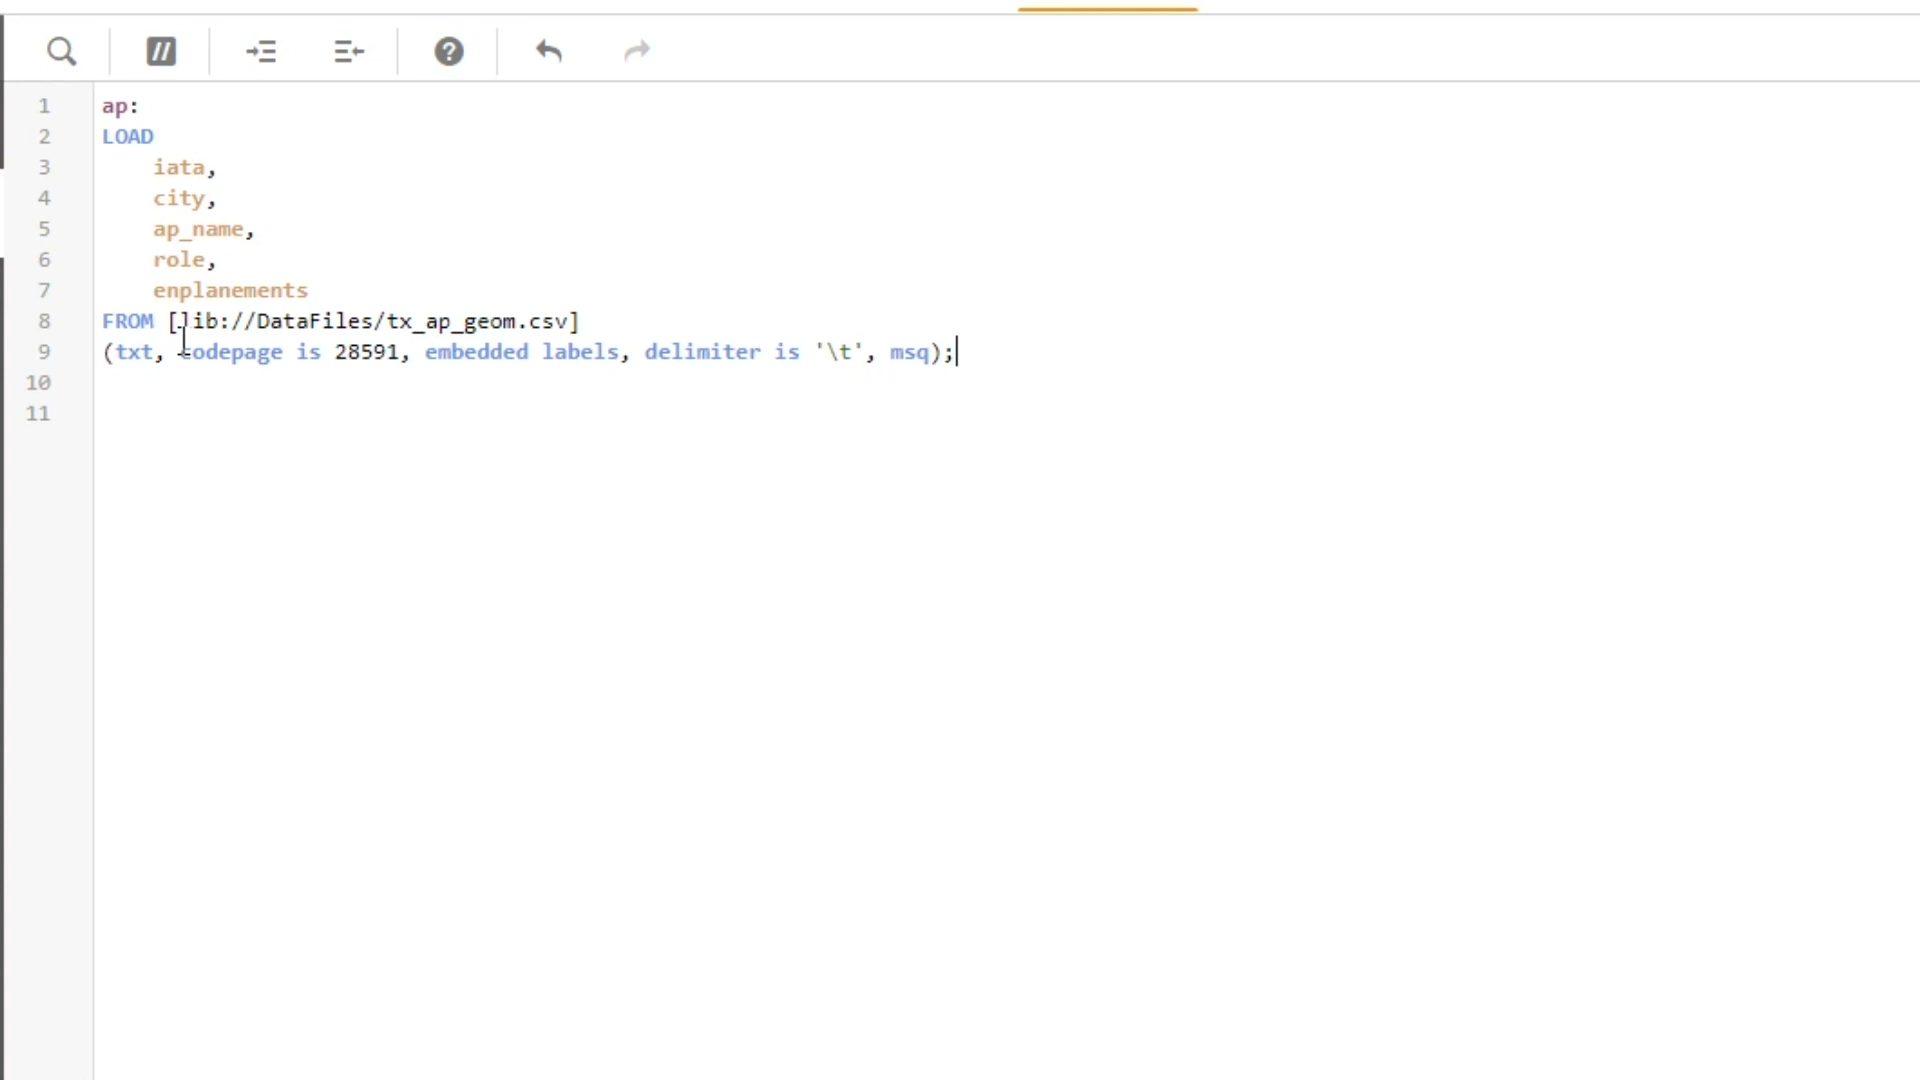 1 ap:
2 LOAD
3 iata,
4 city,
5 ap_name,
6 role,
7 enplanements
8 FROM [lib://DataFiles/tx_ap_geom.csv]
9 (txt, codepage is 28591, embedded labels, delimiter is '\t', msq);
10
11